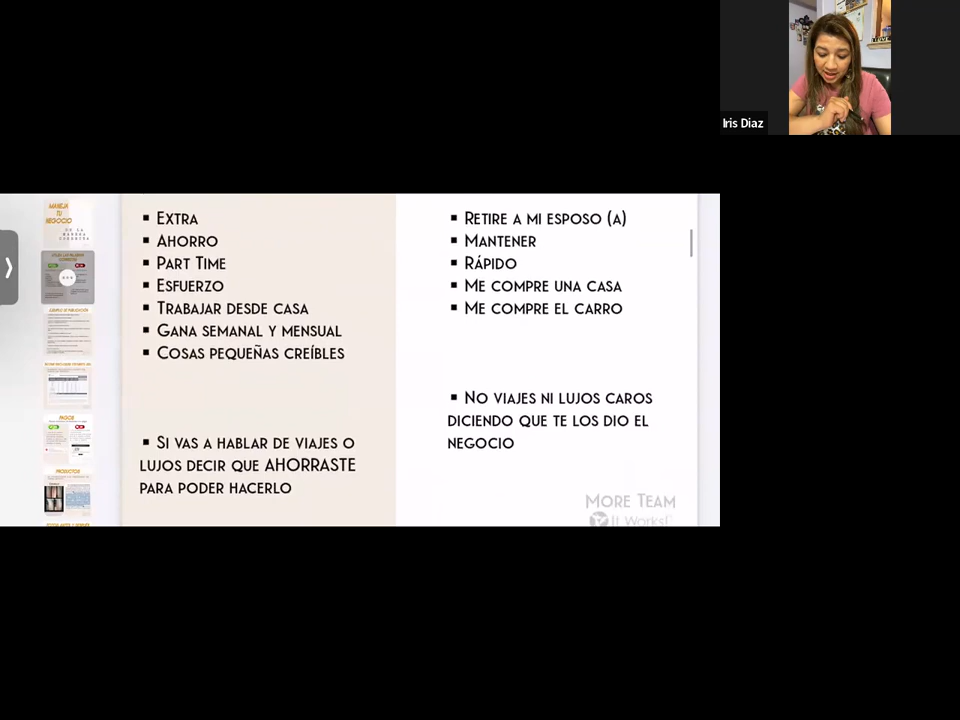 Iris Diaz
MANEJA
TU
NEGOCIO
▪ EXTRA
▪ AHORRO
▪ PART TIME
▪ ESFUERZO
▪ TRABAJAR DESDE CASA
▪ GANA SEMANAL Y MENSUAL
▪ COSAS PEQUEÑAS CREÍBLES
▪ SI VAS A HABLAR DE VIAJES O
LUJOS DECIR QUE AHORRASTE
PARA PODER HACERLO
▪ RETIRE A MI ESPOSO (A)
▪ MANTENER
▪ RÁPIDO
▪ ME COMPRE UNA CASA
▪ ME COMPRE EL CARRO
▪ NO VIAJES NI LUJOS CAROS
DICIENDO QUE TE LOS DIO EL
NEGOCIO
MORE TEAM
It Works!
PAGOS
PRODUCTOS